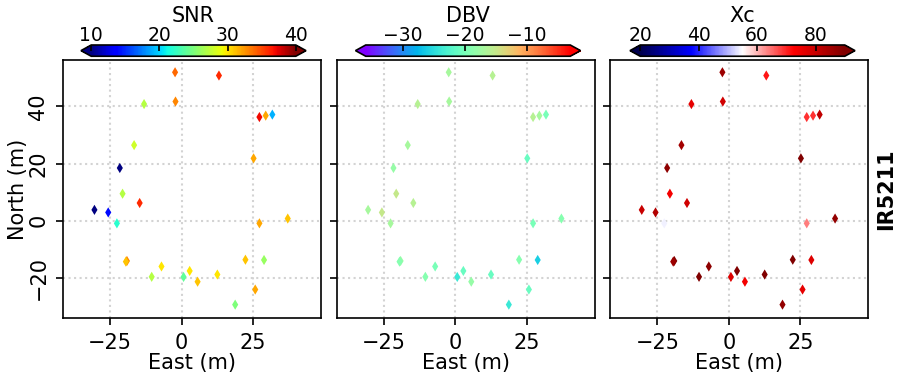 SNR DBV Xc
10 20 30 40 −30 −20 −10 20 40 60 80
North (m)
40
20
0
−20
IR5211
−25 0 25 −25 0 25 −25 0 25
East (m) East (m) East (m)